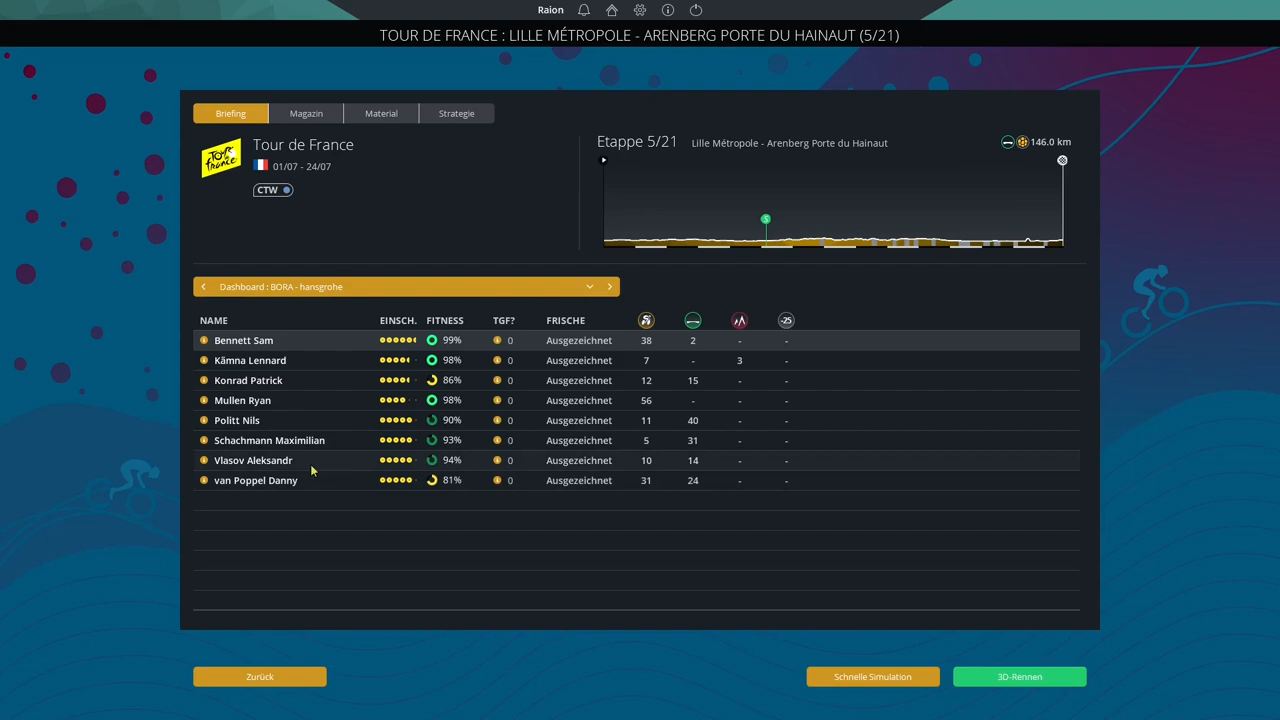 Raion
TOUR DE FRANCE : LILLE MÉTROPOLE - ARENBERG PORTE DU HAINAUT (5/21)
Briefing Magazin Material Strategie
TOUR DE FRANCE
Tour de France
01/07 - 24/07
CTW
Etappe 5/21 Lille Métropole - Arenberg Porte du Hainaut 146.0 km
S
Dashboard : BORA - hansgrohe
NAME EINSCH. FITNESS TGF? FRISCHE -25
Bennett Sam 99% 0 Ausgezeichnet 38 2 - -
Kämna Lennard 98% 0 Ausgezeichnet 7 - 3 -
Konrad Patrick 86% 0 Ausgezeichnet 12 15 - -
Mullen Ryan 98% 0 Ausgezeichnet 56 - - -
Politt Nils 90% 0 Ausgezeichnet 11 40 - -
Schachmann Maximilian 93% 0 Ausgezeichnet 5 31 - -
Vlasov Aleksandr 94% 0 Ausgezeichnet 10 14 - -
van Poppel Danny 81% 0 Ausgezeichnet 31 24 - -
Zurück Schnelle Simulation 3D-Rennen